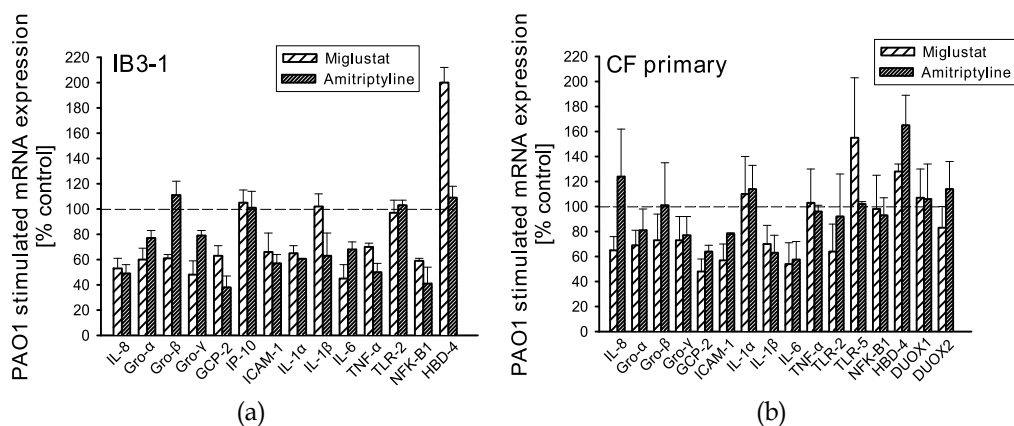 PAO1 stimulated mRNA expression
[% control]
IB3-1
Miglustat
Amitriptyline
220
200
180
160
140
120
100
80
60
40
20
0
IL-8
Gro-α
Gro-β
Gro-γ
GCP-2
IP-10
ICAM-1
IL-1α
IL-1β
IL-6
TNF-α
TLR-2
NFK-B1
HBD-4
(a)
PAO1 stimulated mRNA expression
[% control]
CF primary
Miglustat
Amitriptyline
220
200
180
160
140
120
100
80
60
40
20
0
IL-8
Gro-α
Gro-β
Gro-γ
GCP-2
ICAM-1
IL-1α
IL-1β
IL-6
TNF-α
TLR-2
TLR-5
NFK-B1
HBD-4
DUOX1
DUOX2
(b)